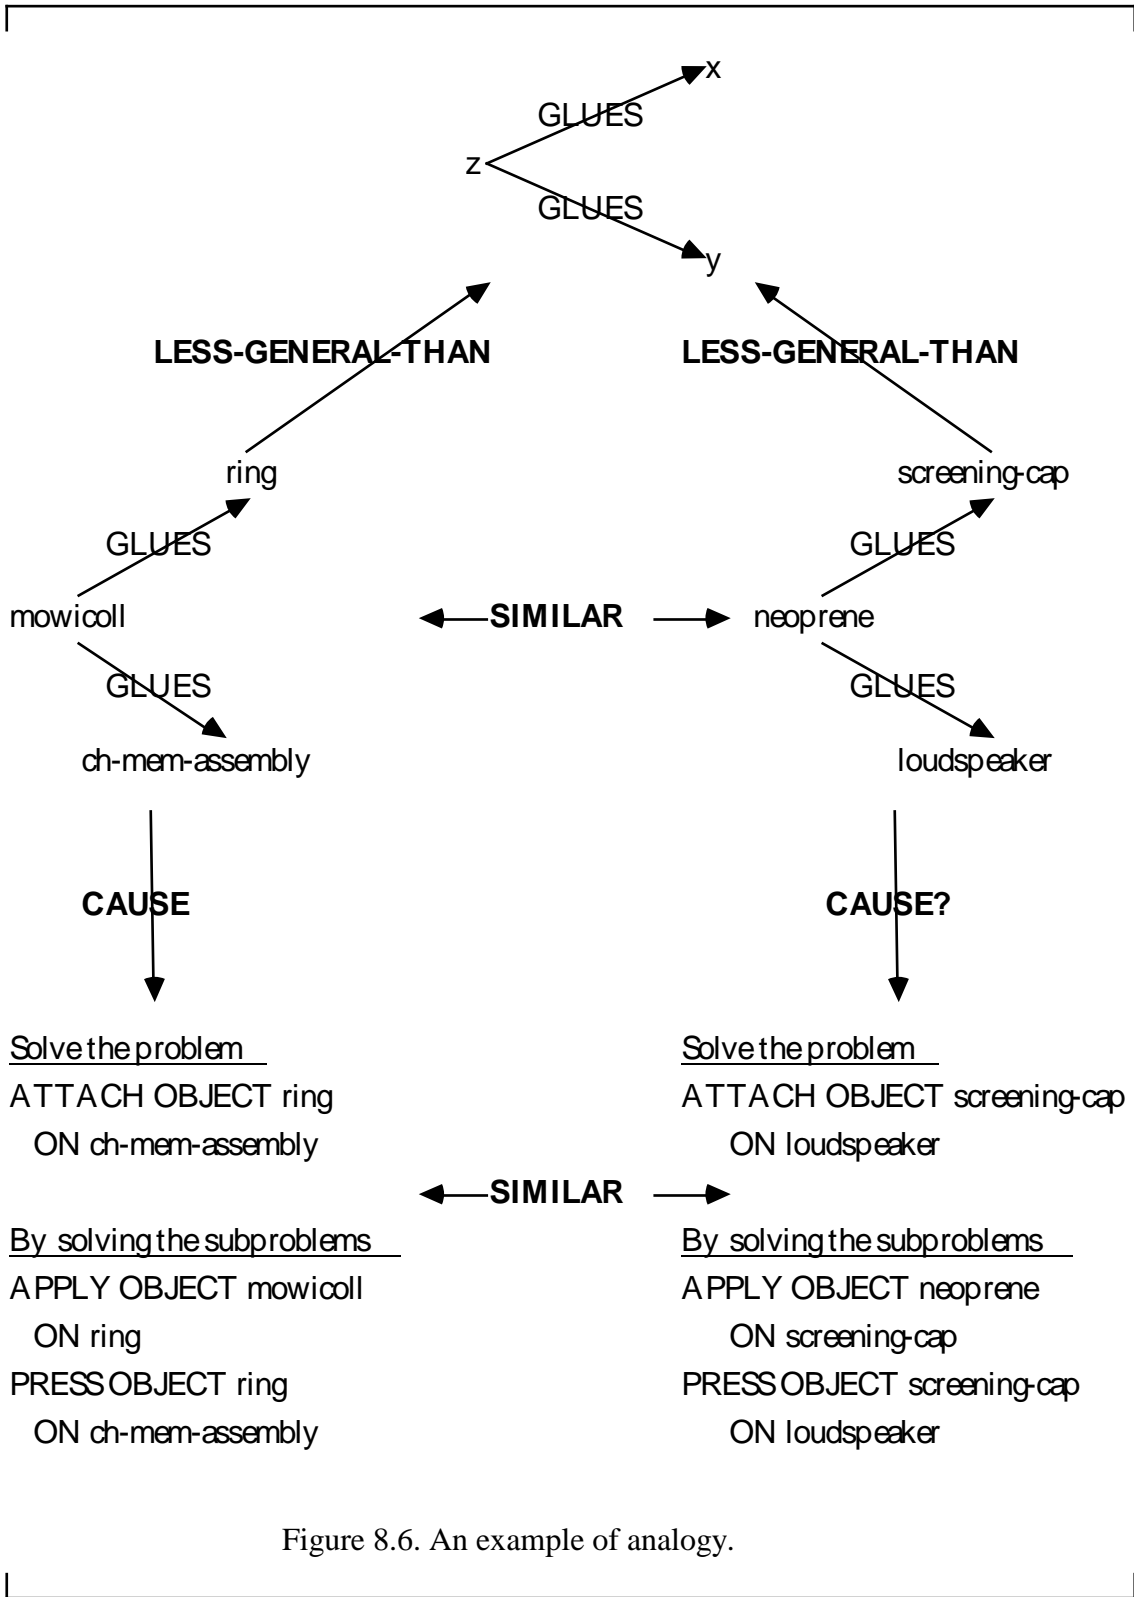 x
GLUES
z
GLUES
y
LESS-GENERAL-THAN LESS-GENERAL-THAN
ring screening-cap
GLUES GLUES
mowicoll SIMILAR neoprene
GLUES GLUES
ch-mem-assembly loudspeaker
CAUSE CAUSE?
Solve the problem Solve the problem
ATTACH OBJECT ring ATTACH OBJECT screening-cap
ON ch-mem-assembly ON loudspeaker
SIMILAR
By solving the subproblems By solving the subproblems
APPLY OBJECT mowicoll APPLY OBJECT neoprene
ON ring ON screening-cap
PRESS OBJECT ring PRESS OBJECT screening-cap
ON ch-mem-assembly ON loudspeaker
Figure 8.6. An example of analogy.